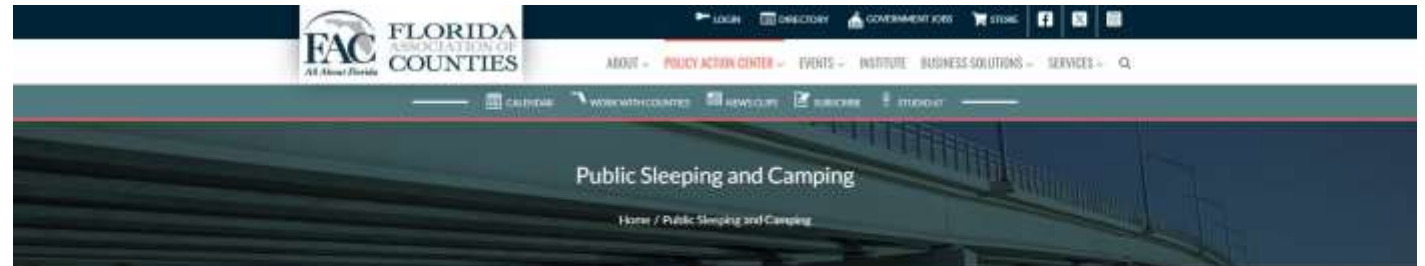 LOGIN DIRECTORY GOVERNMENT JOBS STORE
FAC FLORIDA
ASSOCIATION OF
COUNTIES
All About Florida
ABOUT POLICY ACTION CENTER EVENTS INSTITUTE BUSINESS SOLUTIONS SERVICES
CALENDAR WORK WITH COUNTIES NEWS CLIPS SUBSCRIBE STUDIO 67
Public Sleeping and Camping
Home / Public Sleeping and Camping